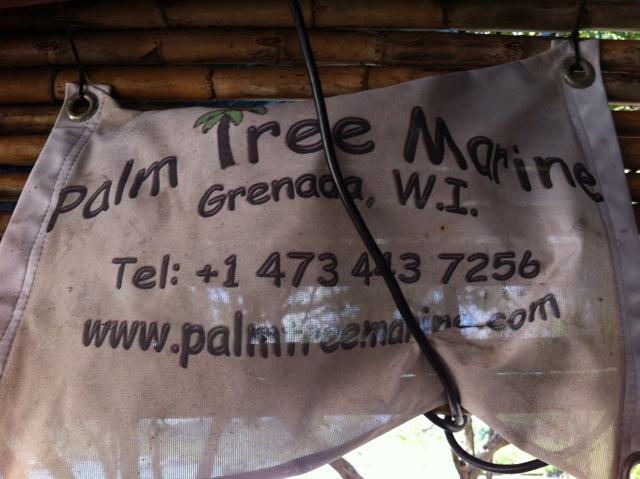 Palm Tree Marine
Grenada, W.I.
Tel: +1 473 443 7256
www.palmtreemarine.com